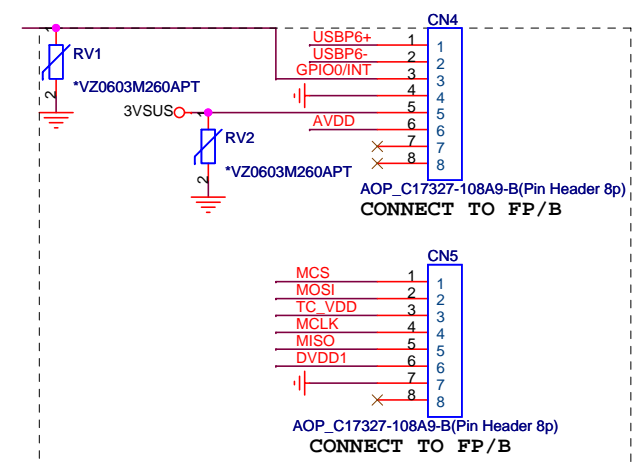 CN4
USBP6+ 1 1
USBP6- 2 2
GPIO0/INT 3 3
4 4
5 5
AVDD 6 6
7 7
8 8
RV1
*VZ0603M260APT
2
3VSUS 1
RV2
*VZ0603M260APT
2
AOP_C17327-108A9-B(Pin Header 8p)
CONNECT TO FP/B
CN5
MCS 1 1
MOSI 2 2
TC_VDD 3 3
MCLK 4 4
MISO 5 5
DVDD1 6 6
7 7
8 8
AOP_C17327-108A9-B(Pin Header 8p)
CONNECT TO FP/B